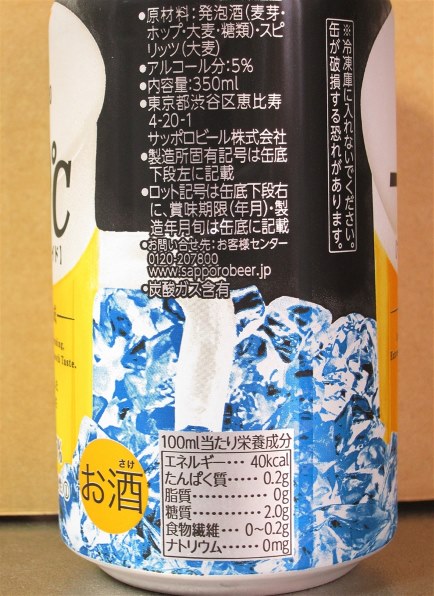 ●原材料:発泡酒(麦芽・
ホップ・大麦・糖類)・スピ
リッツ(大麦)
●アルコール分:5%
●内容量:350ml
●東京都渋谷区恵比寿
4-20-1
サッポロビール株式会社
●製造所固有記号は缶底
下段左に記載
●ロット記号は缶底下段右
に、賞味期限(年月)・製
造年月旬は缶底に記載
●お問い合せ先:お客様センター
0120-207800
www.sapporobeer.jp
●炭酸ガス含有
※冷凍庫に入れないでください。
缶が破損する恐れがあります。
℃
お酒
さけ
100ml当たり栄養成分
エネルギー……40kcal
たんぱく質……0.2g
脂質……0g
糖質……2.0g
食物繊維…0~0.2g
ナトリウム……0mg